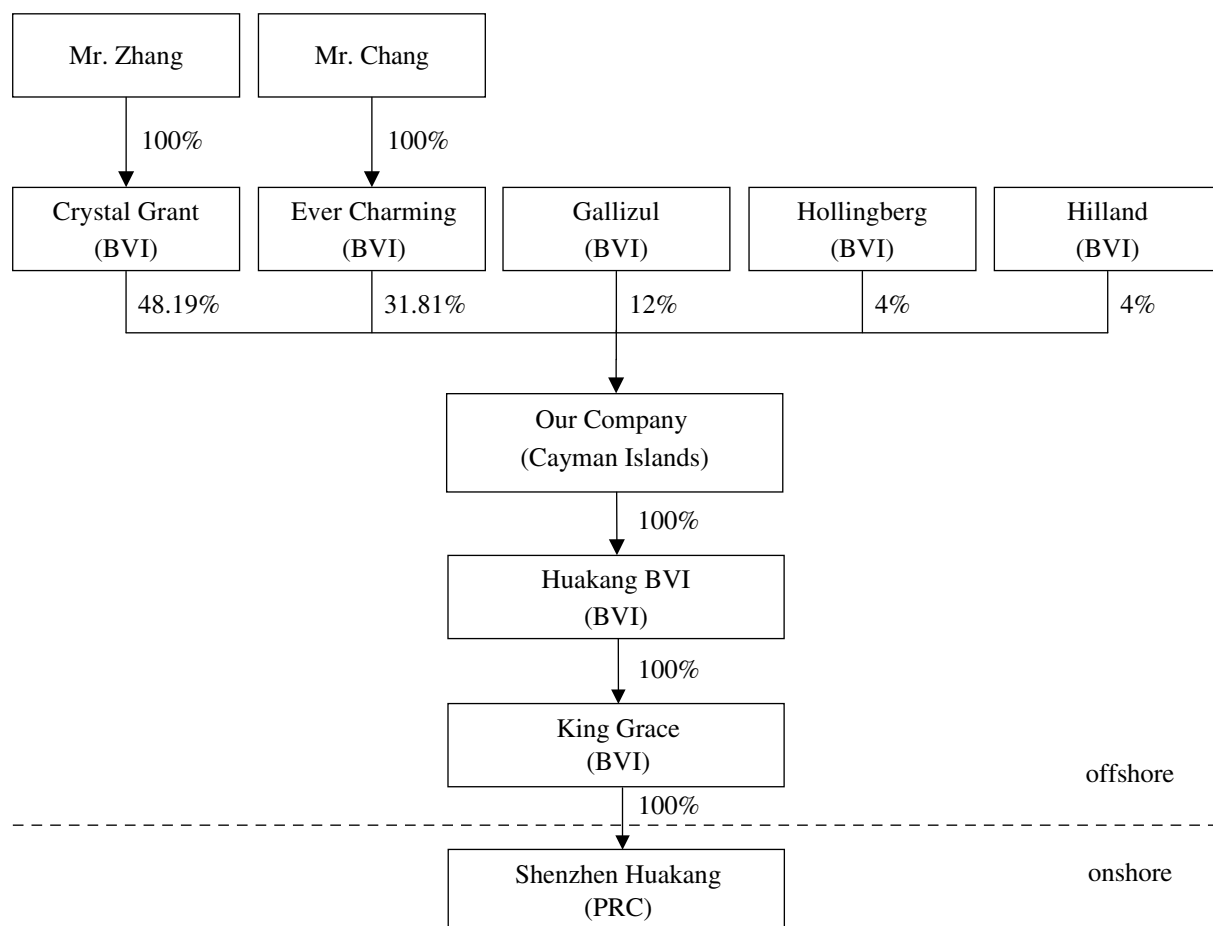 Mr. Zhang
Mr. Chang
100%
100%
Crystal Grant
(BVI)
Ever Charming
(BVI)
Gallizul
(BVI)
Hollingberg
(BVI)
Hilland
(BVI)
48.19%
31.81%
12%
4%
4%
Our Company
(Cayman Islands)
100%
Huakang BVI
(BVI)
100%
King Grace
(BVI)
offshore
100%
Shenzhen Huakang
(PRC)
onshore